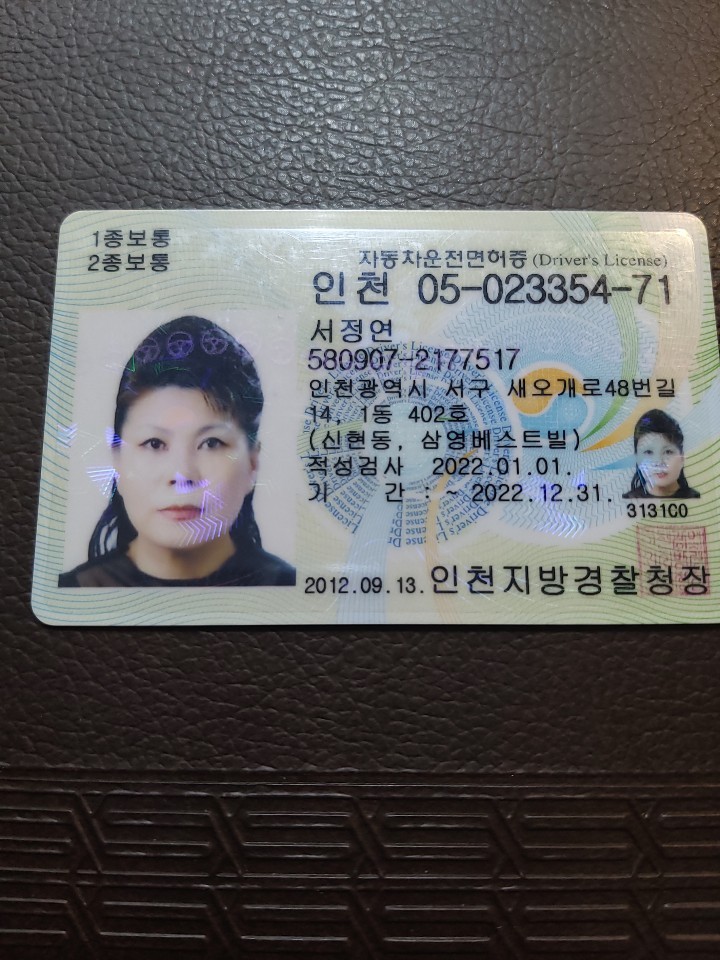 1종보통
2종보통
자동차운전면허증 (Driver's License)
인천 05-023354-71
서정연
580907-2177517
인천광역시 서구 새오개로48번길
14, 1동 402호
(신현동, 삼영베스트빌)
적성검사 2022.01.01.
기 간 : ~ 2022.12.31.
3131C0
2012.09.13. 인천지방경찰청장